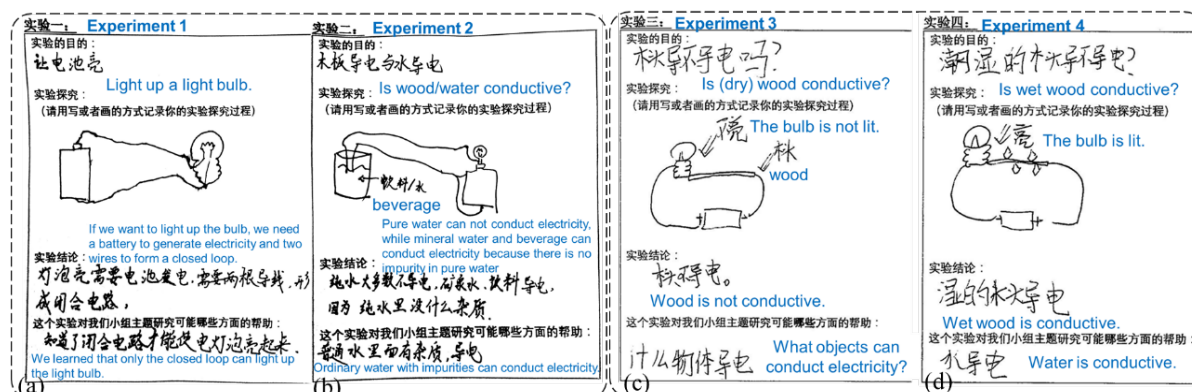 实验一： Experiment 1
实验的目的：
让电池亮
Light up a light bulb.
实验探究：
(请用写或者画的方式记录你的实验探究过程)
If we want to light up the bulb, we need
a battery to generate electricity and two
wires to form a closed loop.
实验结论：
灯泡亮需要电池发电，需要两根导线，形
成闭合电路，
这个实验对我们小组主题研究可能哪些方面的帮助：
知道了闭合电路才能使电灯泡亮起来.
We learned that only the closed loop can light up
the light bulb.
(a)
实验二： Experiment 2
实验的目的：
木板导电与水导电
Is wood/water conductive?
实验探究：
(请用写或者画的方式记录你的实验探究过程)
饮料/水
beverage
Pure water can not conduct electricity,
while mineral water and beverage can
conduct electricity because there is no
impurity in pure water
实验结论：
纯水大多数不导电，矿泉水、饮料导电，
因为 纯水里没什么杂质.
这个实验对我们小组主题研究可能哪些方面的帮助：
普通水里面有杂质，导电
Ordinary water with impurities can conduct electricity.
(b)
实验三： Experiment 3
实验的目的：
木头导不导电吗？
Is (dry) wood conductive?
实验探究：
(请用写或者画的方式记录你的实验探究过程)
The bulb is not lit.
木头
wood
实验结论：
Wood is not conductive.
这个实验对我们小组主题研究可能哪些方面的帮助：
什么物体导电
What objects can
conduct electricity?
(c)
实验四： Experiment 4
实验的目的：
潮湿的木头导不导电？
Is wet wood conductive?
实验探究：
(请用写或者画的方式记录你的实验探究过程)
亮
The bulb is lit.
实验结论：
湿的木头导电
Wet wood is conductive.
这个实验对我们小组主题研究可能哪些方面的帮助：
水导电
Water is conductive.
(d)